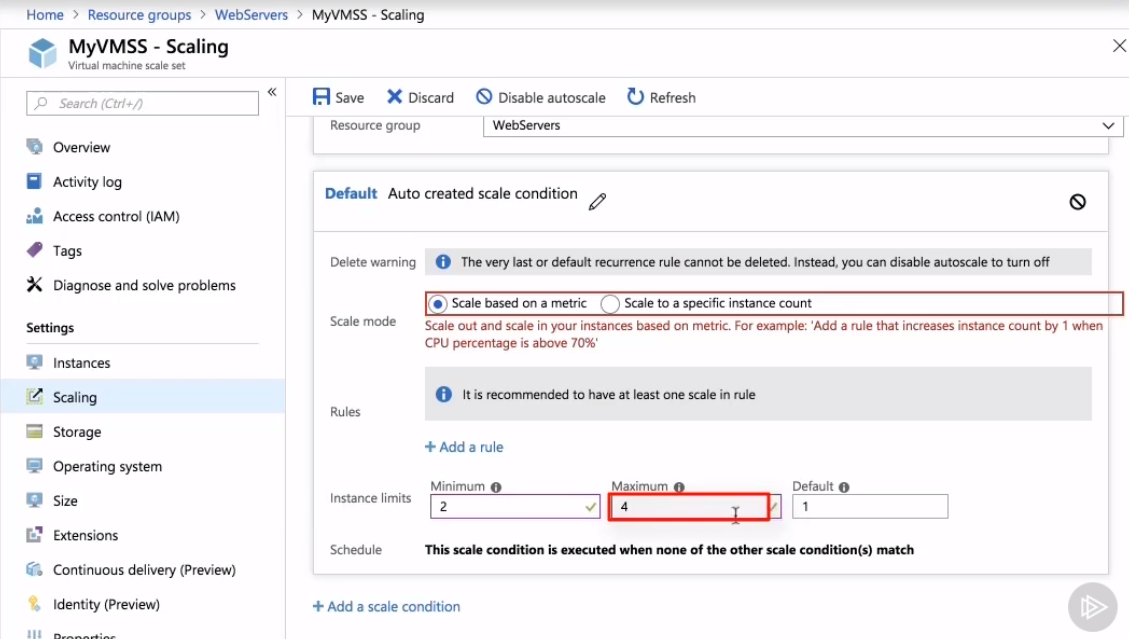 Home > Resource groups > WebServers > MyVMSS - Scaling
MyVMSS - Scaling
Virtual machine scale set
Search (Ctrl+/)
«
Overview
Activity log
Access control (IAM)
Tags
Diagnose and solve problems
Settings
Instances
Scaling
Storage
Operating system
Size
Extensions
Continuous delivery (Preview)
Identity (Preview)
Properties
Save Discard Disable autoscale Refresh
Resource group WebServers
Default Auto created scale condition
Delete warning The very last or default recurrence rule cannot be deleted. Instead, you can disable autoscale to turn off
Scale mode Scale based on a metric Scale to a specific instance count
Scale out and scale in your instances based on metric. For example: 'Add a rule that increases instance count by 1 when
CPU percentage is above 70%'
Rules It is recommended to have at least one scale in rule
+ Add a rule
Instance limits Minimum Maximum Default
2 4 1
Schedule This scale condition is executed when none of the other scale condition(s) match
+ Add a scale condition